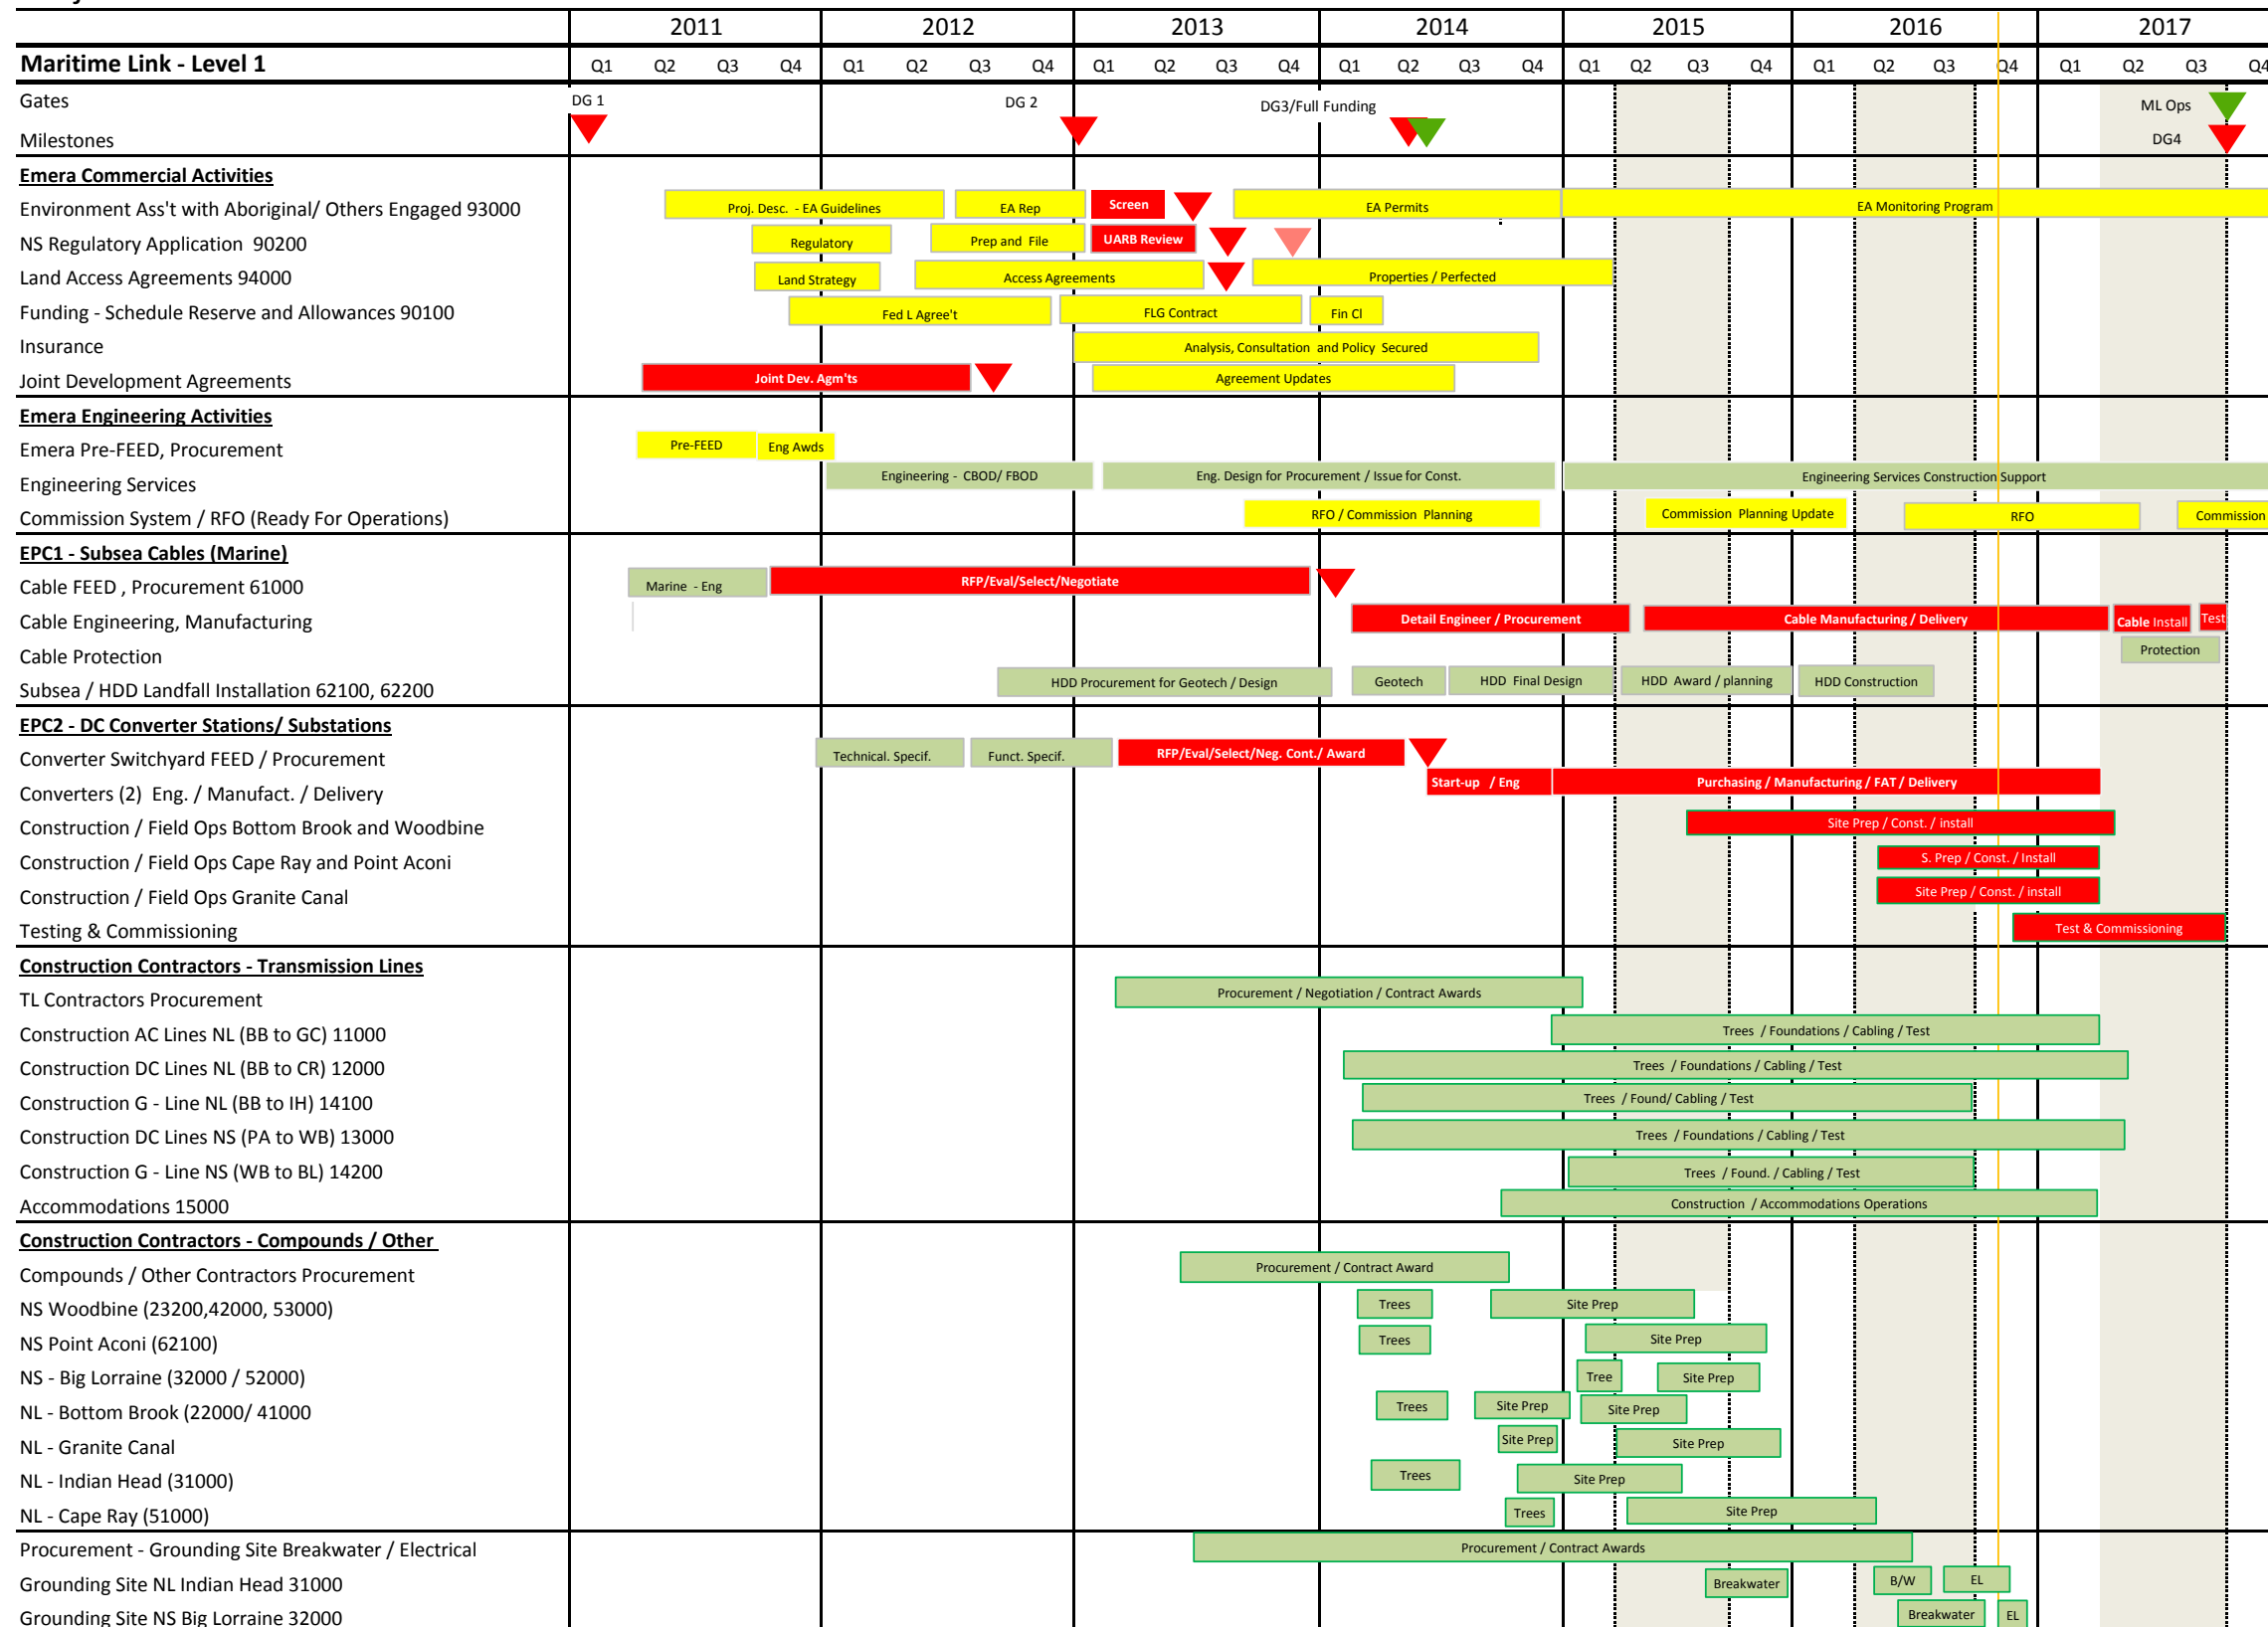 2011 2012 2013 2014 2015 2016 2017
Maritime Link - Level 1 Q1 Q2 Q3 Q4 Q1 Q2 Q3 Q4 Q1 Q2 Q3 Q4 Q1 Q2 Q3 Q4 Q1 Q2 Q3 Q4 Q1 Q2 Q3 Q4 Q1 Q2 Q3 Q4
Gates DG 1 DG 2 DG3/Full Funding ML Ops
Milestones DG4
Emera Commercial Activities
Environment Ass't with Aboriginal/ Others Engaged 93000 Proj. Desc. - EA Guidelines EA Rep Screen EA Permits EA Monitoring Program
NS Regulatory Application 90200 Regulatory Prep and File UARB Review
Land Access Agreements 94000 Land Strategy Access Agreements Properties / Perfected
Funding - Schedule Reserve and Allowances 90100 Fed L Agree't FLG Contract Fin Cl
Insurance Analysis, Consultation and Policy Secured
Joint Development Agreements Joint Dev. Agm'ts Agreement Updates
Emera Engineering Activities
Emera Pre-FEED, Procurement Pre-FEED Eng Awds
Engineering Services Engineering - CBOD/ FBOD Eng. Design for Procurement / Issue for Const. Engineering Services Construction Support
Commission System / RFO (Ready For Operations) RFO / Commission Planning Commission Planning Update RFO Commission
EPC1 - Subsea Cables (Marine)
Cable FEED , Procurement 61000 Marine - Eng RFP/Eval/Select/Negotiate
Cable Engineering, Manufacturing Detail Engineer / Procurement Cable Manufacturing / Delivery Cable Install Test
Cable Protection Protection
Subsea / HDD Landfall Installation 62100, 62200 HDD Procurement for Geotech / Design Geotech HDD Final Design HDD Award / planning HDD Construction
EPC2 - DC Converter Stations/ Substations
Converter Switchyard FEED / Procurement Technical. Specif. Funct. Specif. RFP/Eval/Select/Neg. Cont./ Award
Converters (2) Eng. / Manufact. / Delivery Start-up / Eng Purchasing / Manufacturing / FAT / Delivery
Construction / Field Ops Bottom Brook and Woodbine Site Prep / Const. / install
Construction / Field Ops Cape Ray and Point Aconi S. Prep / Const. / Install
Construction / Field Ops Granite Canal Site Prep / Const. / install
Testing & Commissioning Test & Commissioning
Construction Contractors - Transmission Lines
TL Contractors Procurement Procurement / Negotiation / Contract Awards
Construction AC Lines NL (BB to GC) 11000 Trees / Foundations / Cabling / Test
Construction DC Lines NL (BB to CR) 12000 Trees / Foundations / Cabling / Test
Construction G - Line NL (BB to IH) 14100 Trees / Found/ Cabling / Test
Construction DC Lines NS (PA to WB) 13000 Trees / Foundations / Cabling / Test
Construction G - Line NS (WB to BL) 14200 Trees / Found. / Cabling / Test
Accommodations 15000 Construction / Accommodations Operations
Construction Contractors - Compounds / Other
Compounds / Other Contractors Procurement Procurement / Contract Award
NS Woodbine (23200,42000, 53000) Trees Site Prep
NS Point Aconi (62100) Trees Site Prep
NS - Big Lorraine (32000 / 52000) Tree Site Prep
NL - Bottom Brook (22000/ 41000 Trees Site Prep Site Prep
NL - Granite Canal Site Prep Site Prep
NL - Indian Head (31000) Trees Site Prep
NL - Cape Ray (51000) Trees Site Prep
Procurement - Grounding Site Breakwater / Electrical Procurement / Contract Awards
Grounding Site NL Indian Head 31000 Breakwater B/W EL
Grounding Site NS Big Lorraine 32000 Breakwater EL